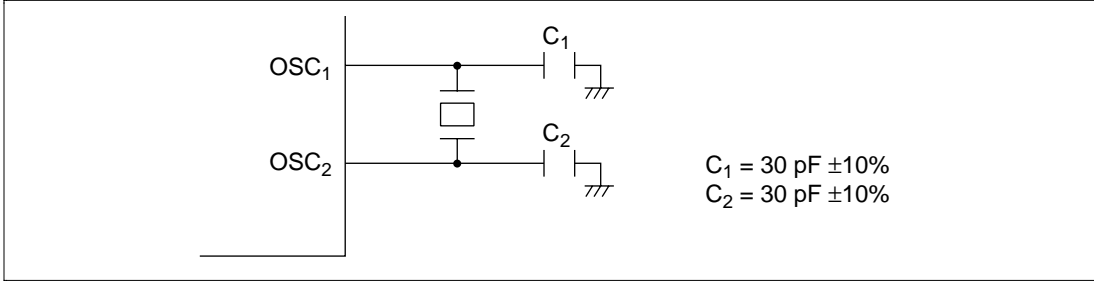 C₁
OSC₁
C₂
OSC₂
C₁ = 30 pF ±10%
C₂ = 30 pF ±10%